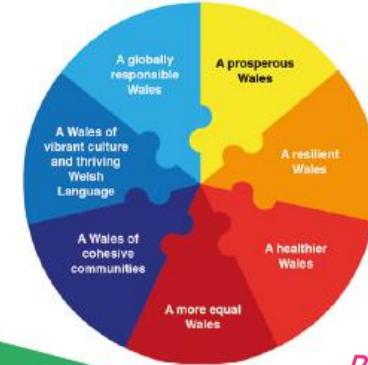 A globally
responsible
Wales
A prosperous
Wales
A resilient
Wales
A healthier
Wales
A more equal
Wales
A Wales of
cohesive
communities
A Wales of
vibrant culture
and thriving
Welsh
Language